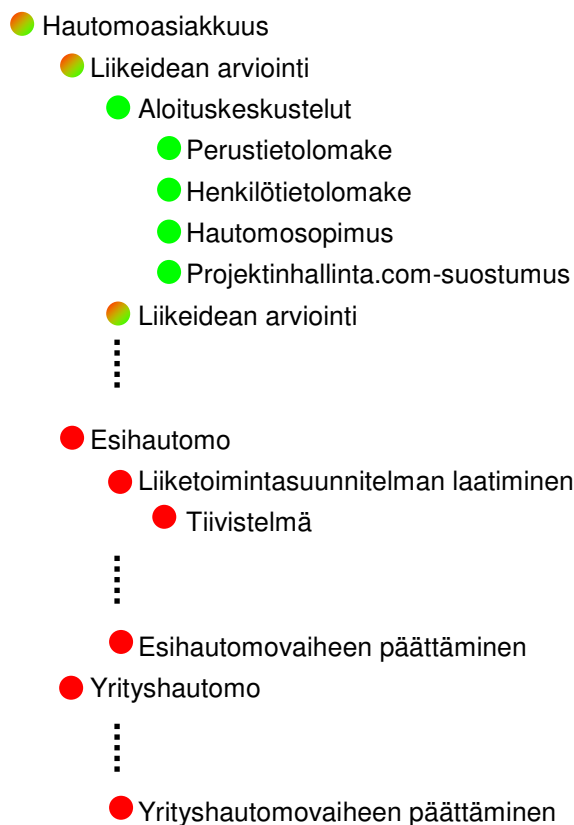 Hautomoasiakkuus
Liikeidean arviointi
Aloituskeskustelut
Perustietolomake
Henkilötietolomake
Hautomosopimus
Projektinhallinta.com-suostumus
Liikeidean arviointi
Esihautomo
Liiketoimintasuunnitelman laatiminen
Tiivistelmä
Esihautomovaiheen päättäminen
Yrityshautomo
Yrityshautomovaiheen päättäminen